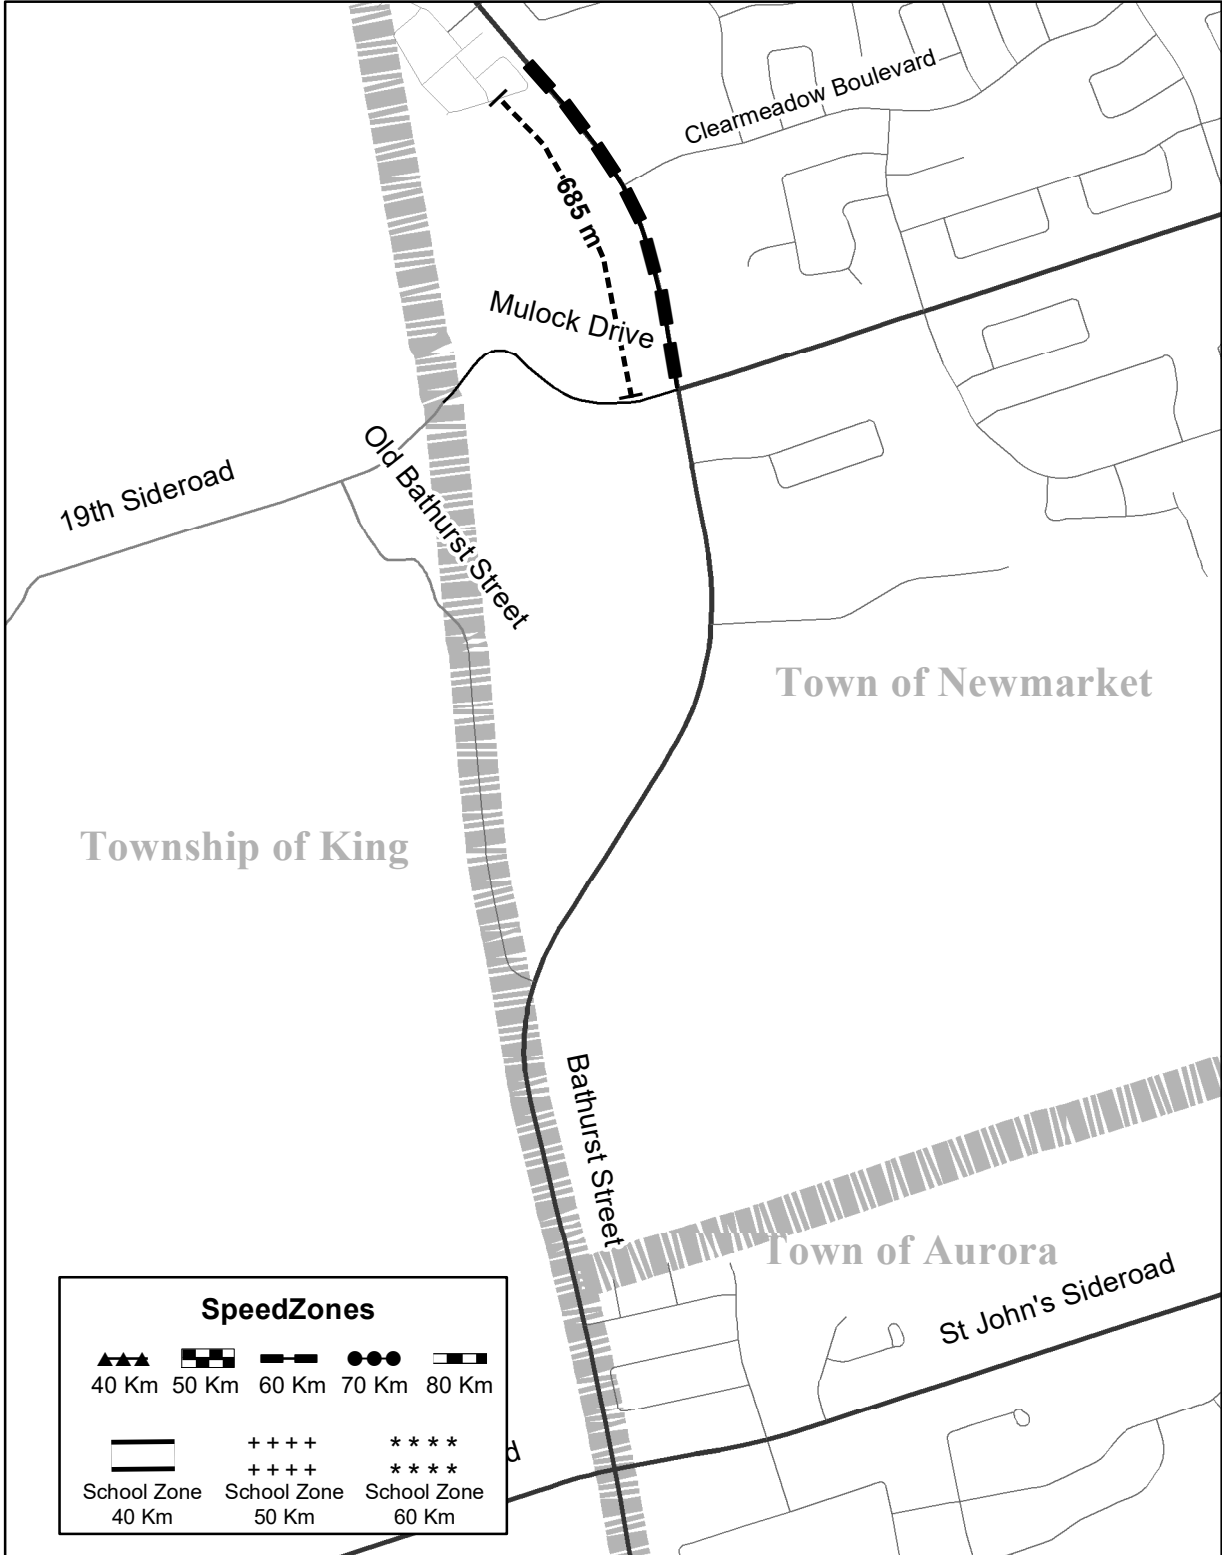 Clearmeadow Boulevard
685 m
Mulock Drive
Old Bathurst Street
19th Sideroad
Town of Newmarket
Township of King
Bathurst Street
Town of Aurora
St John's Sideroad
d
SpeedZones
40 Km 50 Km 60 Km 70 Km 80 Km
School Zone School Zone School Zone
40 Km 50 Km 60 Km